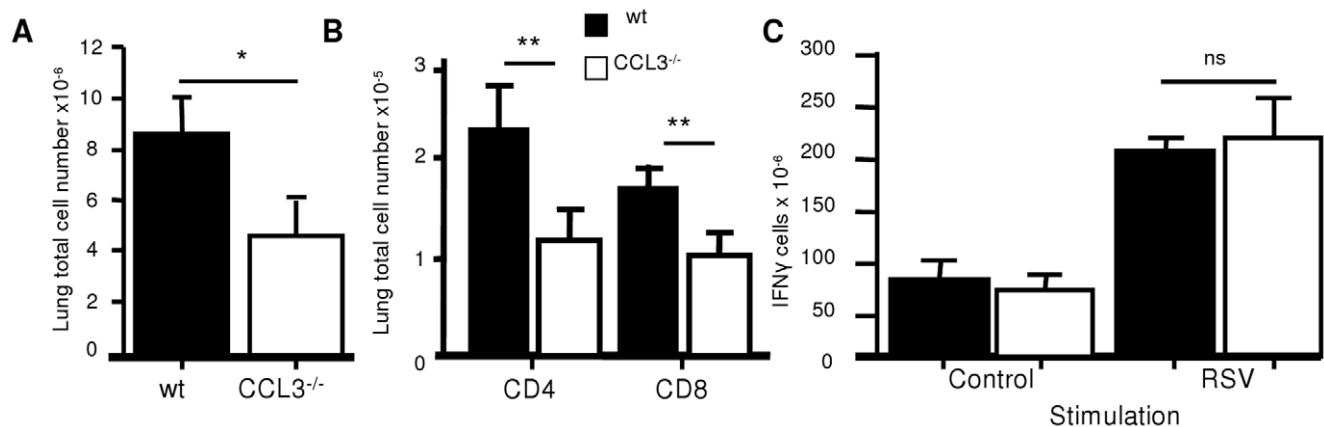 A
Lung total cell number x10⁻⁶
12
10
8
6
4
2
0
*
wt
CCL3⁻/⁻
B
Lung total cell number x10⁻⁵
3
2
1
0
**
**
wt
CCL3⁻/⁻
CD4
CD8
C
IFNγ cells x 10⁻⁶
300
250
200
150
100
50
0
ns
Control
RSV
Stimulation